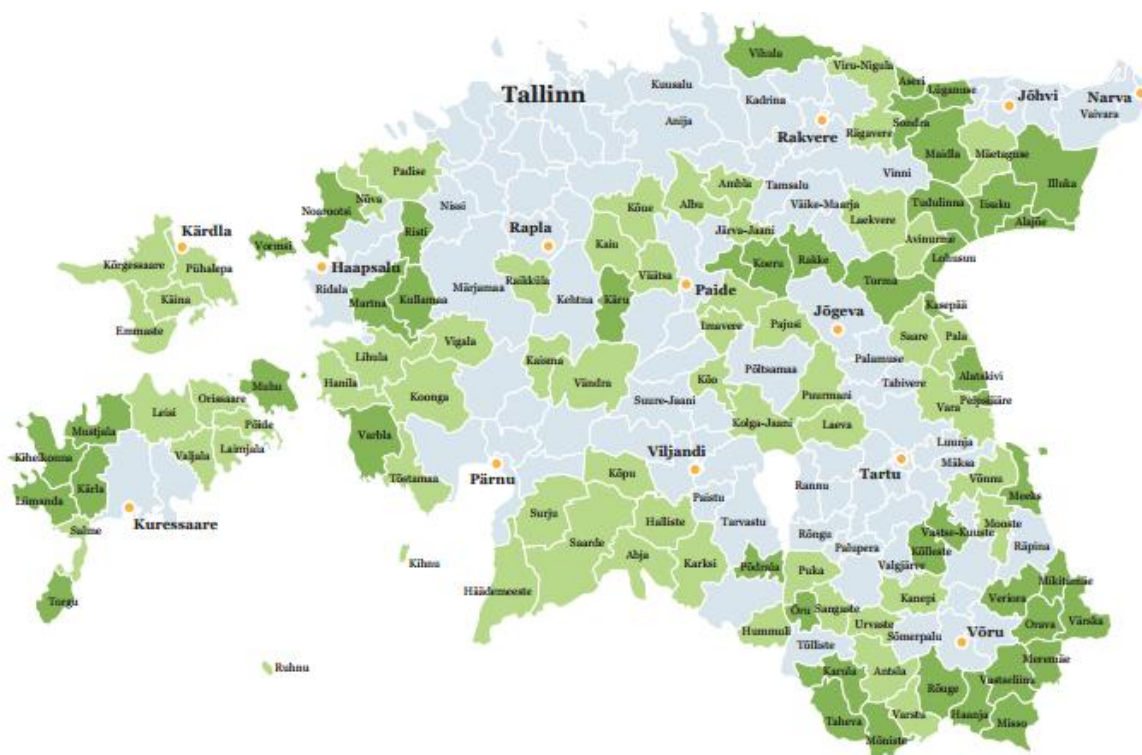 Vihula
Viru-Nigula
Kuusalu
Aseri
Tallinn
Kadrina
Lüganuse
Jõhvi
Narva
Vaivara
Anija
Rakvere
Sondra
Rägavere
Maidla
Mäetaguse
Padise
Ambla
Vinni
Illuka
Nõva
Albu
Tamsalu
Noarootsi
Nissi
Kõue
Väike-Maarja
Tudulinna
Iisaku
Laekvere
Alajõe
Kärdla
Risti
Rapla
Järva-Jaani
Avinurme
Vormsi
Kaiu
Koeru
Rakke
Lohusuu
Kõrgessaare
Pühalepa
Haapsalu
Raikküla
Väätsa
Torma
Ridala
Martna
Kullamaa
Märjamaa
Kehtna
Käru
Paide
Käina
Kasepää
Emmaste
Imavere
Pajusi
Jõgeva
Saare
Pala
Vigala
Lihula
Kaisma
Palamuse
Hanila
Vändra
Kõo
Põltsamaa
Alatskivi
Muhu
Koonga
Suure-Jaani
Puurmani
Tabivere
Orissaare
Leisi
Vara
Peipsiääre
Mustjala
Pöide
Kolga-Jaani
Laeva
Varbla
Laimjala
Valjala
Luunja
Kihelkonna
Viljandi
Tartu
Mäksa
Pärnu
Kõpu
Võnnu
Kärla
Tõstamaa
Rannu
Meeks
Lümanda
Paistu
Kuressaare
Surju
Halliste
Tarvastu
Mooste
Salme
Rõngu
Vastse-Kuuste
Saarde
Palupera
Kõlleste
Räpina
Kihnu
Abja
Karksi
Põdrala
Puka
Valgjärve
Mikitamäe
Häädemeeste
Kanepi
Veriora
Torgu
Õru
Sangaste
Orava
Värska
Urvaste
Hummuli
Sõmerpalu
Võru
Tõlliste
Meremäe
Ruhnu
Karula
Antsla
Vastseliina
Rõuge
Varstu
Haanja
Misso
Taheva
Mõniste